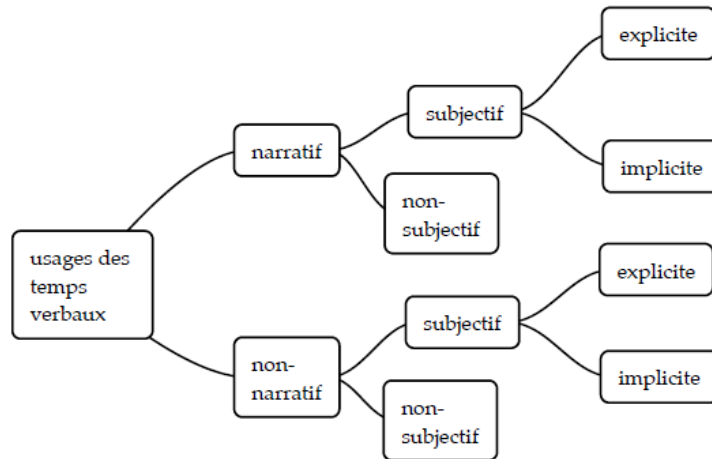 explicite
subjectif
narratif
implicite
non-
subjectif
usages des
temps
verbaux
explicite
subjectif
non-
narratif
implicite
non-
subjectif